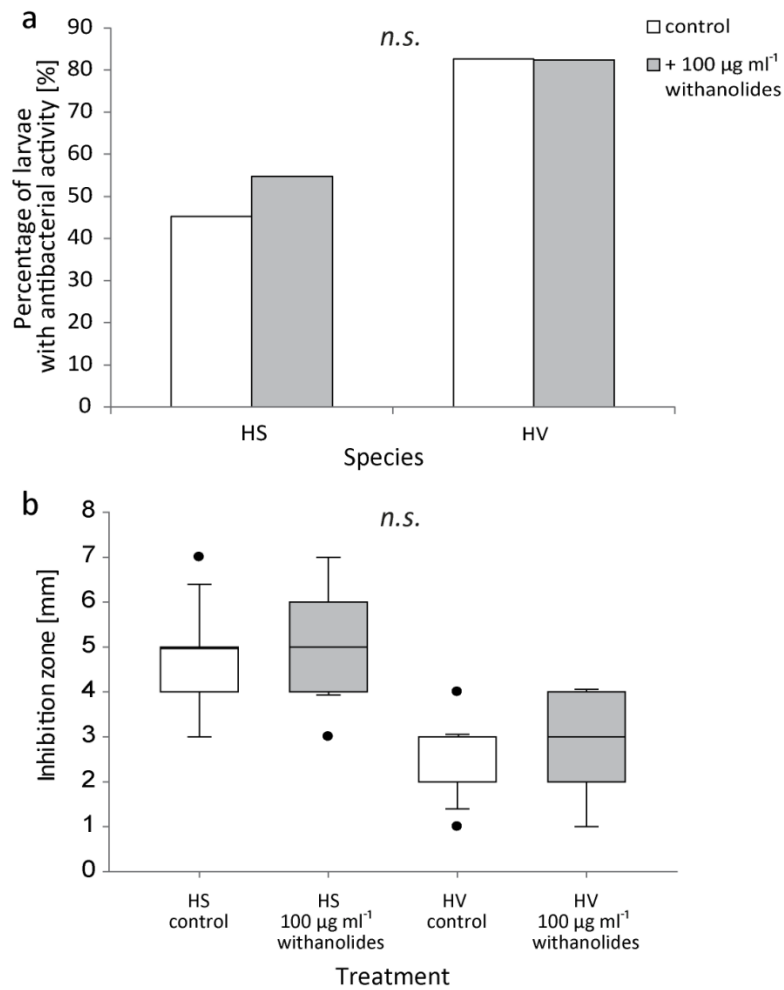 a
n.s.
control
+ 100 µg ml⁻¹
withanolides
Percentage of larvae
with antibacterial activity [%]
90
80
70
60
50
40
30
20
10
0
HS
HV
Species
b
n.s.
Inhibition zone [mm]
8
7
6
5
4
3
2
1
0
HS
control
HS
100 µg ml⁻¹
withanolides
HV
control
HV
100 µg ml⁻¹
withanolides
Treatment